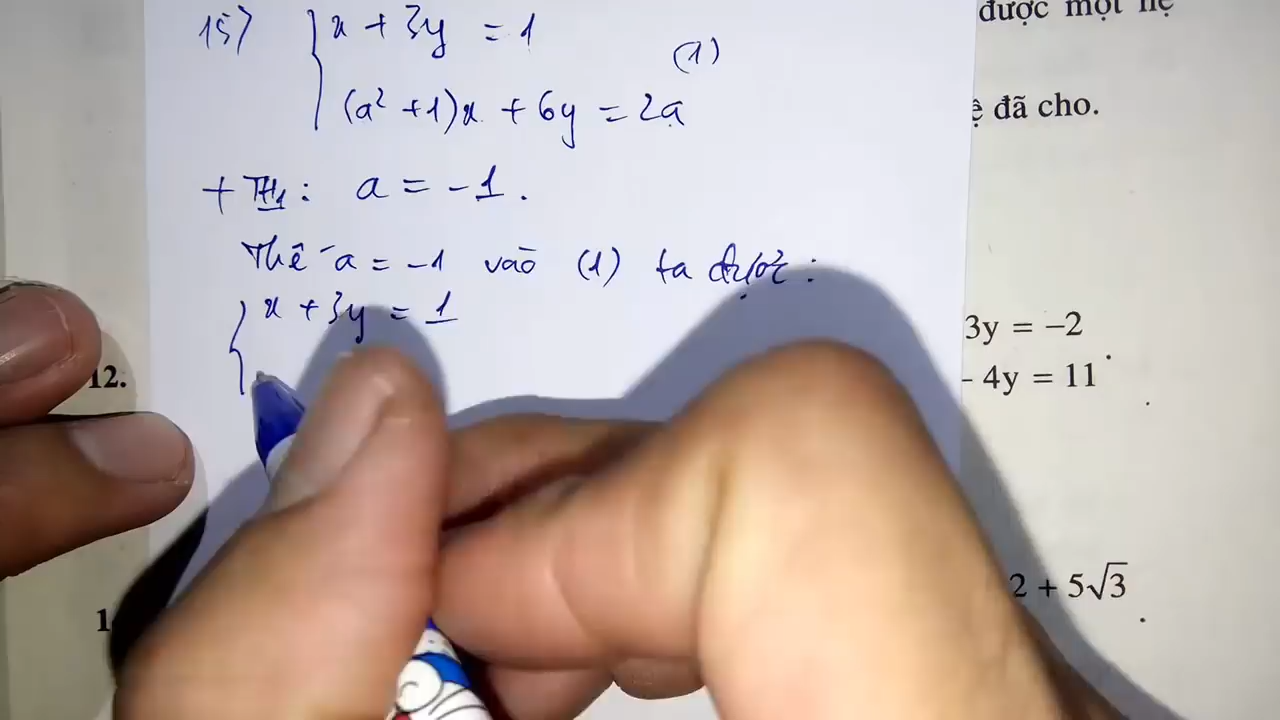 được một hệ
15) { x + 3y = 1
(a² + 1)x + 6y = 2a (1)
ệ đã cho.
+ TH1: a = -1.
Thế a = -1 vào (1) ta được:
{ x + 3y = 1
3y = −2
- 4y = 11 .
12.
2 + 5√3 .
1